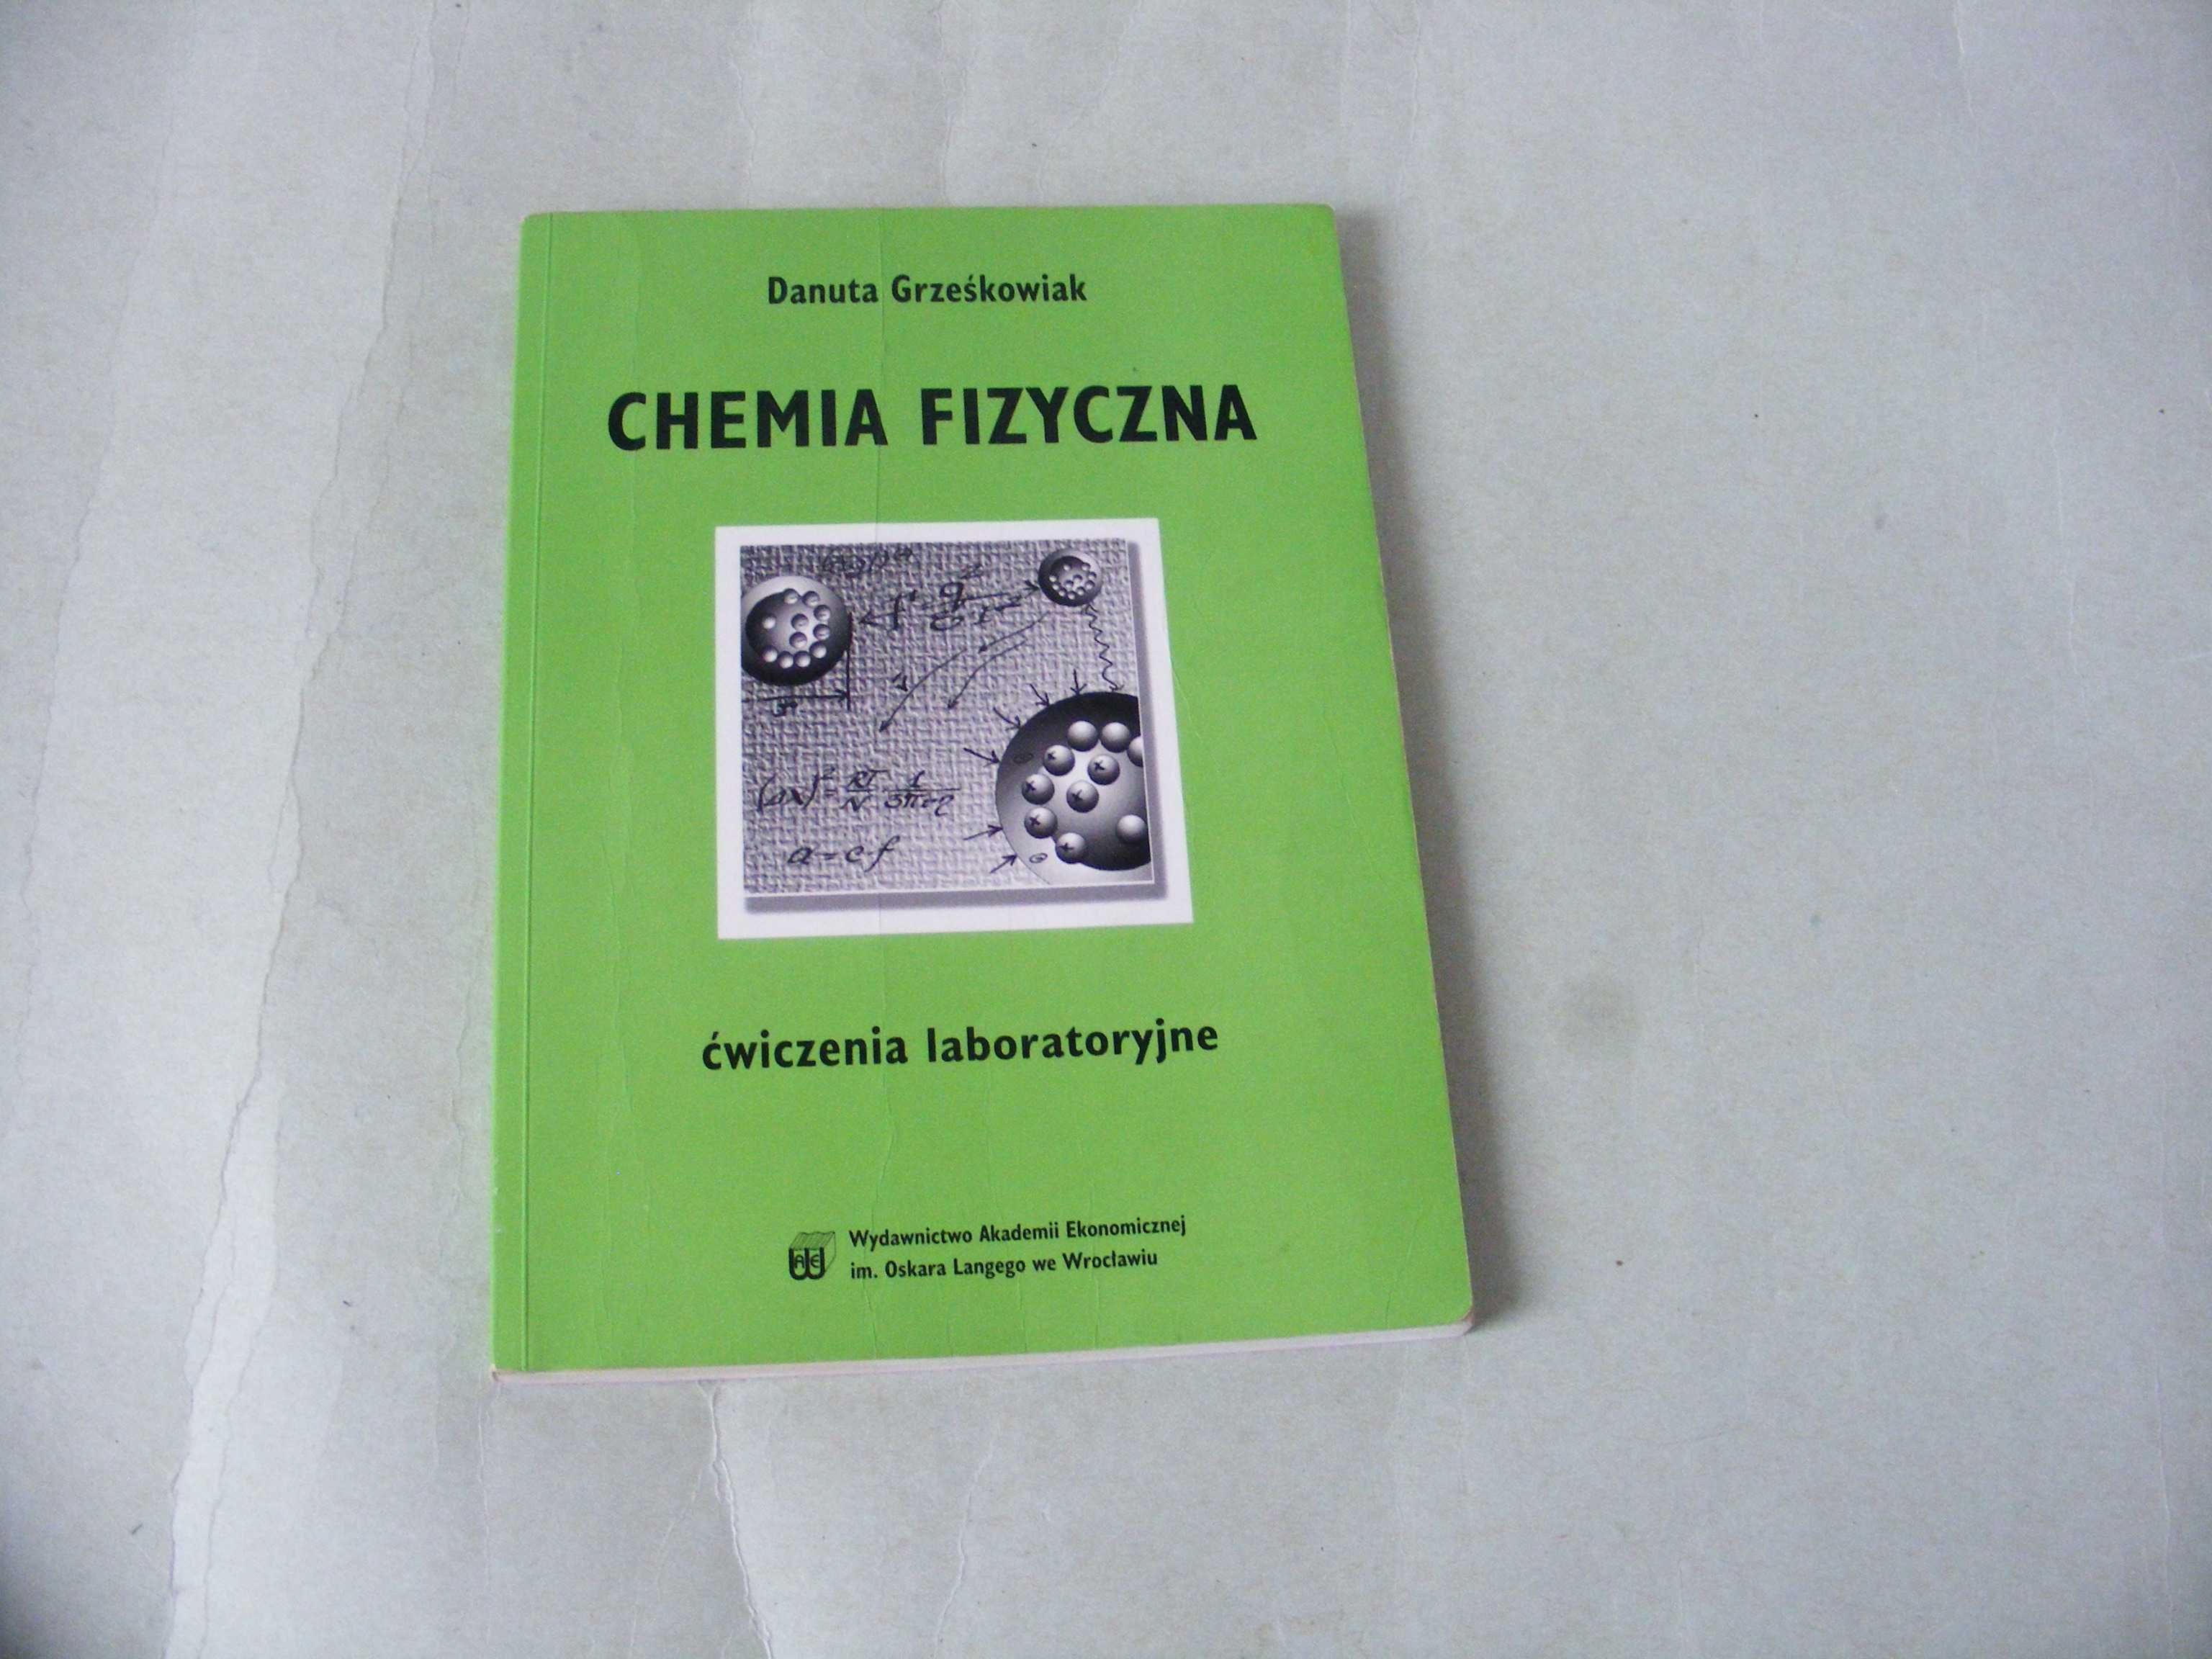 Danuta Grześkowiak
CHEMIA FIZYCZNA
a=c·f
ćwiczenia laboratoryjne
Wydawnictwo Akademii Ekonomicznej
im. Oskara Langego we Wrocławiu